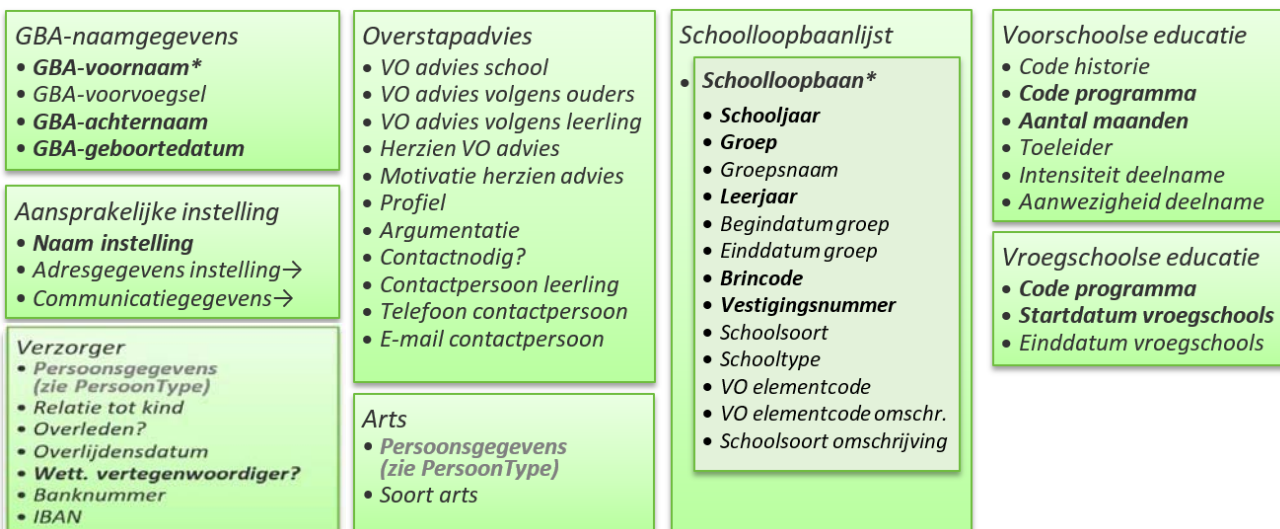 GBA-naamgegevens
• GBA-voornaam*
• GBA-voorvoegsel
• GBA-achternaam
• GBA-geboortedatum
Aansprakelijke instelling
• Naam instelling
• Adresgegevens instelling→
• Communicatiegegevens→
Verzorger
• Persoonsgegevens
(zie PersoonType)
• Relatie tot kind
• Overleden?
• Overlijdensdatum
• Wett. vertegenwoordiger?
• Banknummer
• IBAN
Overstapadvies
• VO advies school
• VO advies volgens ouders
• VO advies volgens leerling
• Herzien VO advies
• Motivatie herzien advies
• Profiel
• Argumentatie
• Contactnodig?
• Contactpersoon leerling
• Telefoon contactpersoon
• E-mail contactpersoon
Arts
• Persoonsgegevens
(zie PersoonType)
• Soort arts
Schoolloopbaanlijst
• Schoolloopbaan*
• Schooljaar
• Groep
• Groepsnaam
• Leerjaar
• Begindatum groep
• Einddatum groep
• Brincode
• Vestigingsnummer
• Schoolsoort
• Schooltype
• VO elementcode
• VO elementcode omschr.
• Schoolsoort omschrijving
Voorschoolse educatie
• Code historie
• Code programma
• Aantal maanden
• Toeleider
• Intensiteit deelname
• Aanwezigheid deelname
Vroegschoolse educatie
• Code programma
• Startdatum vroegschools
• Einddatum vroegschools